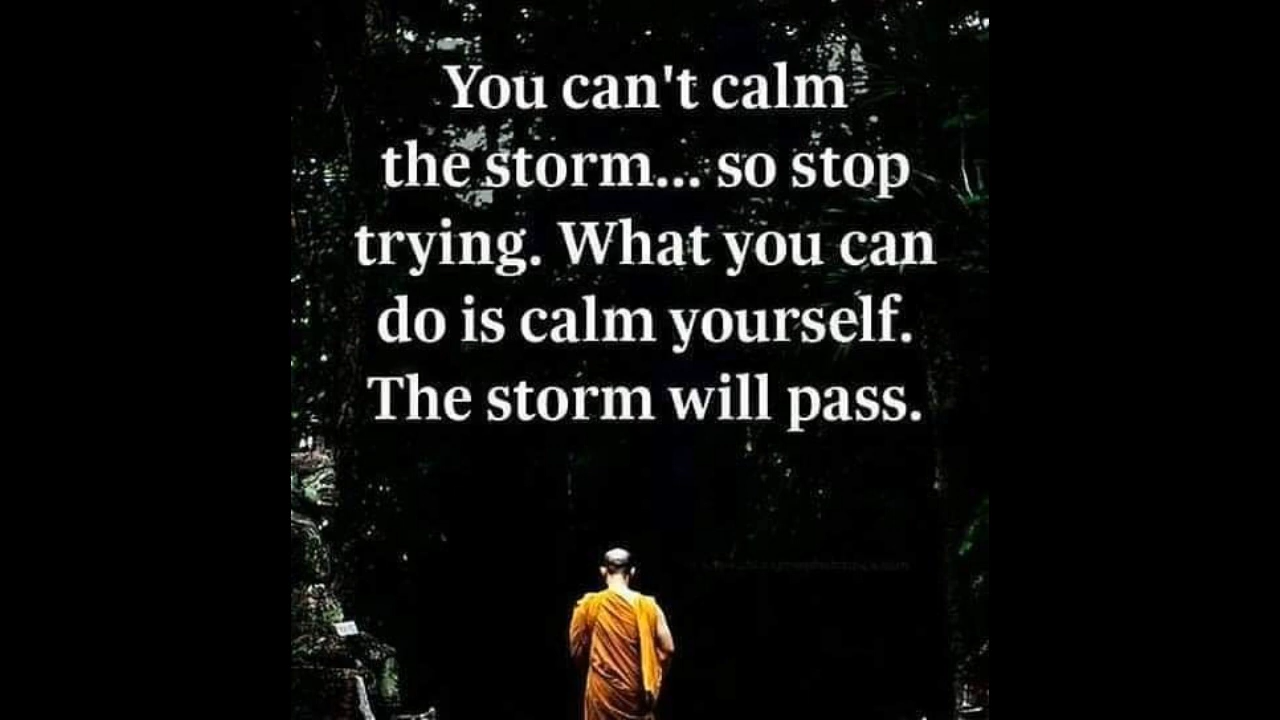 You can't calm
the storm... so stop
trying. What you can
do is calm yourself.
The storm will pass.